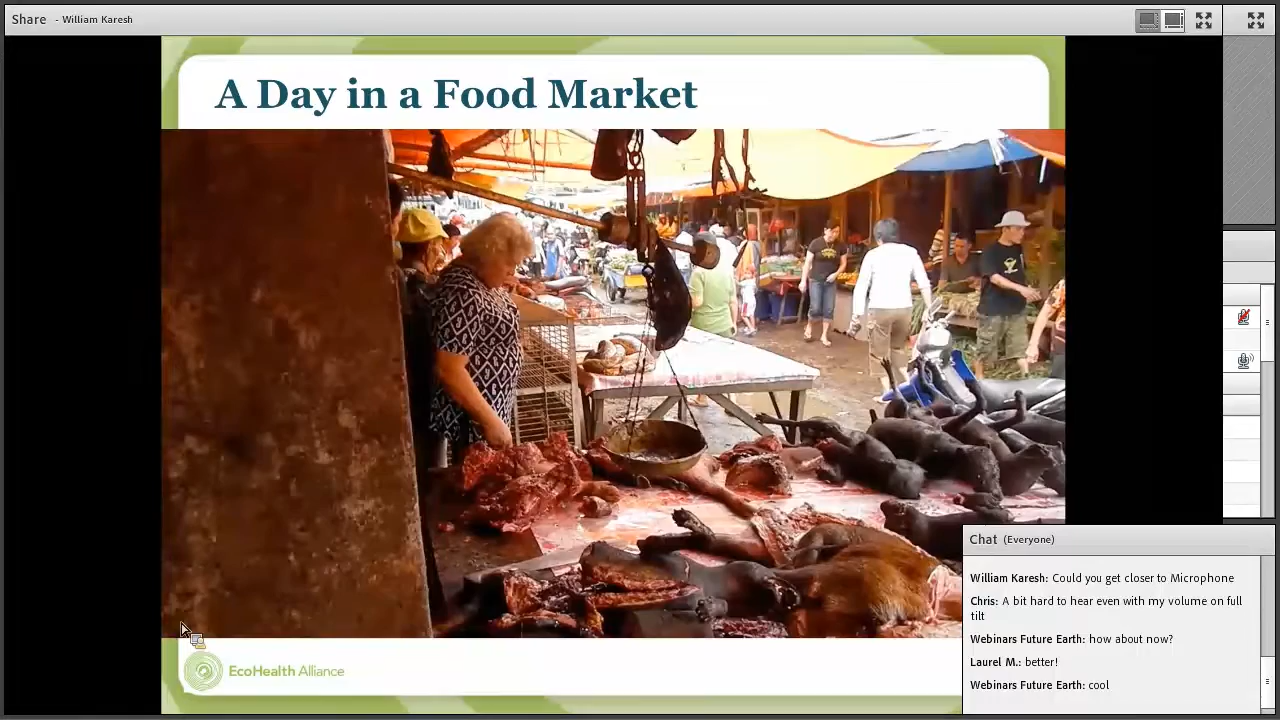 Share - William Karesh
A Day in a Food Market
EcoHealth Alliance
Chat (Everyone)
William Karesh: Could you get closer to Microphone
Chris: A bit hard to hear even with my volume on full
tilt
Webinars Future Earth: how about now?
Laurel M.: better!
Webinars Future Earth: cool